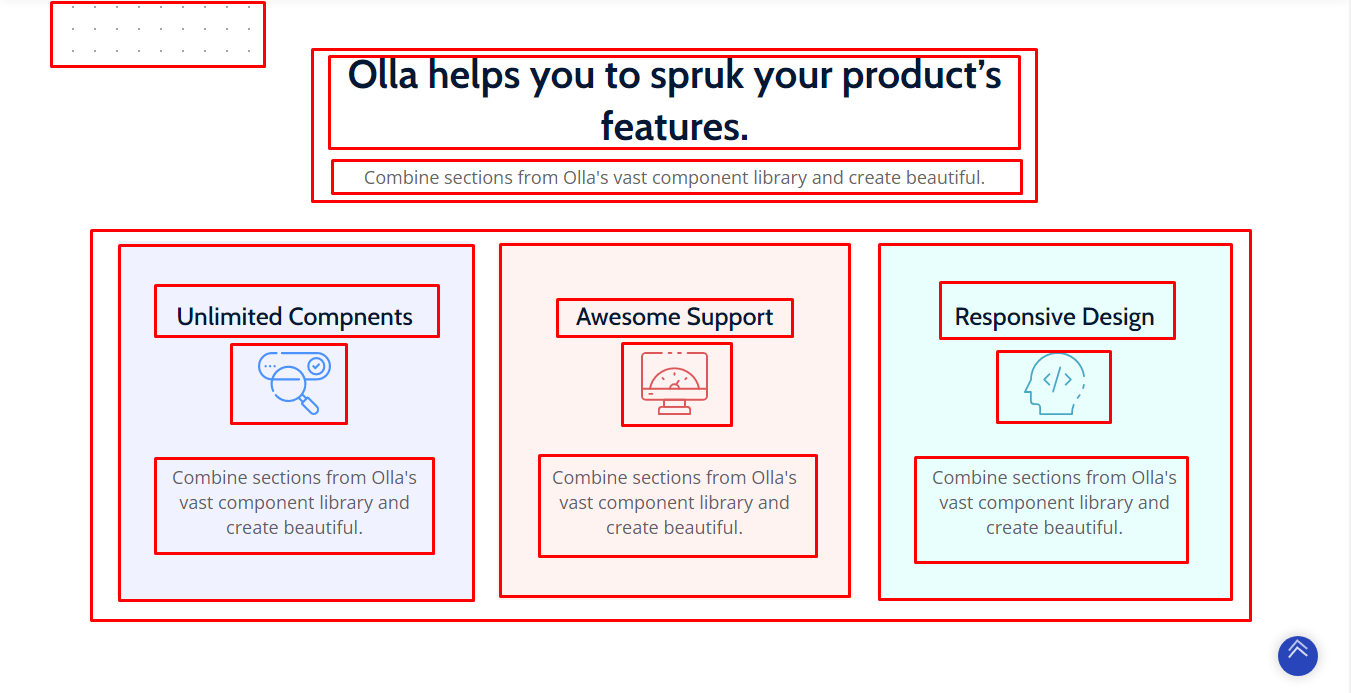 Olla helps you to spruk your product’s
features.
Combine sections from Olla's vast component library and create beautiful.
Unlimited Compnents
Combine sections from Olla's
vast component library and
create beautiful.
Awesome Support
Combine sections from Olla's
vast component library and
create beautiful.
Responsive Design
Combine sections from Olla's
vast component library and
create beautiful.